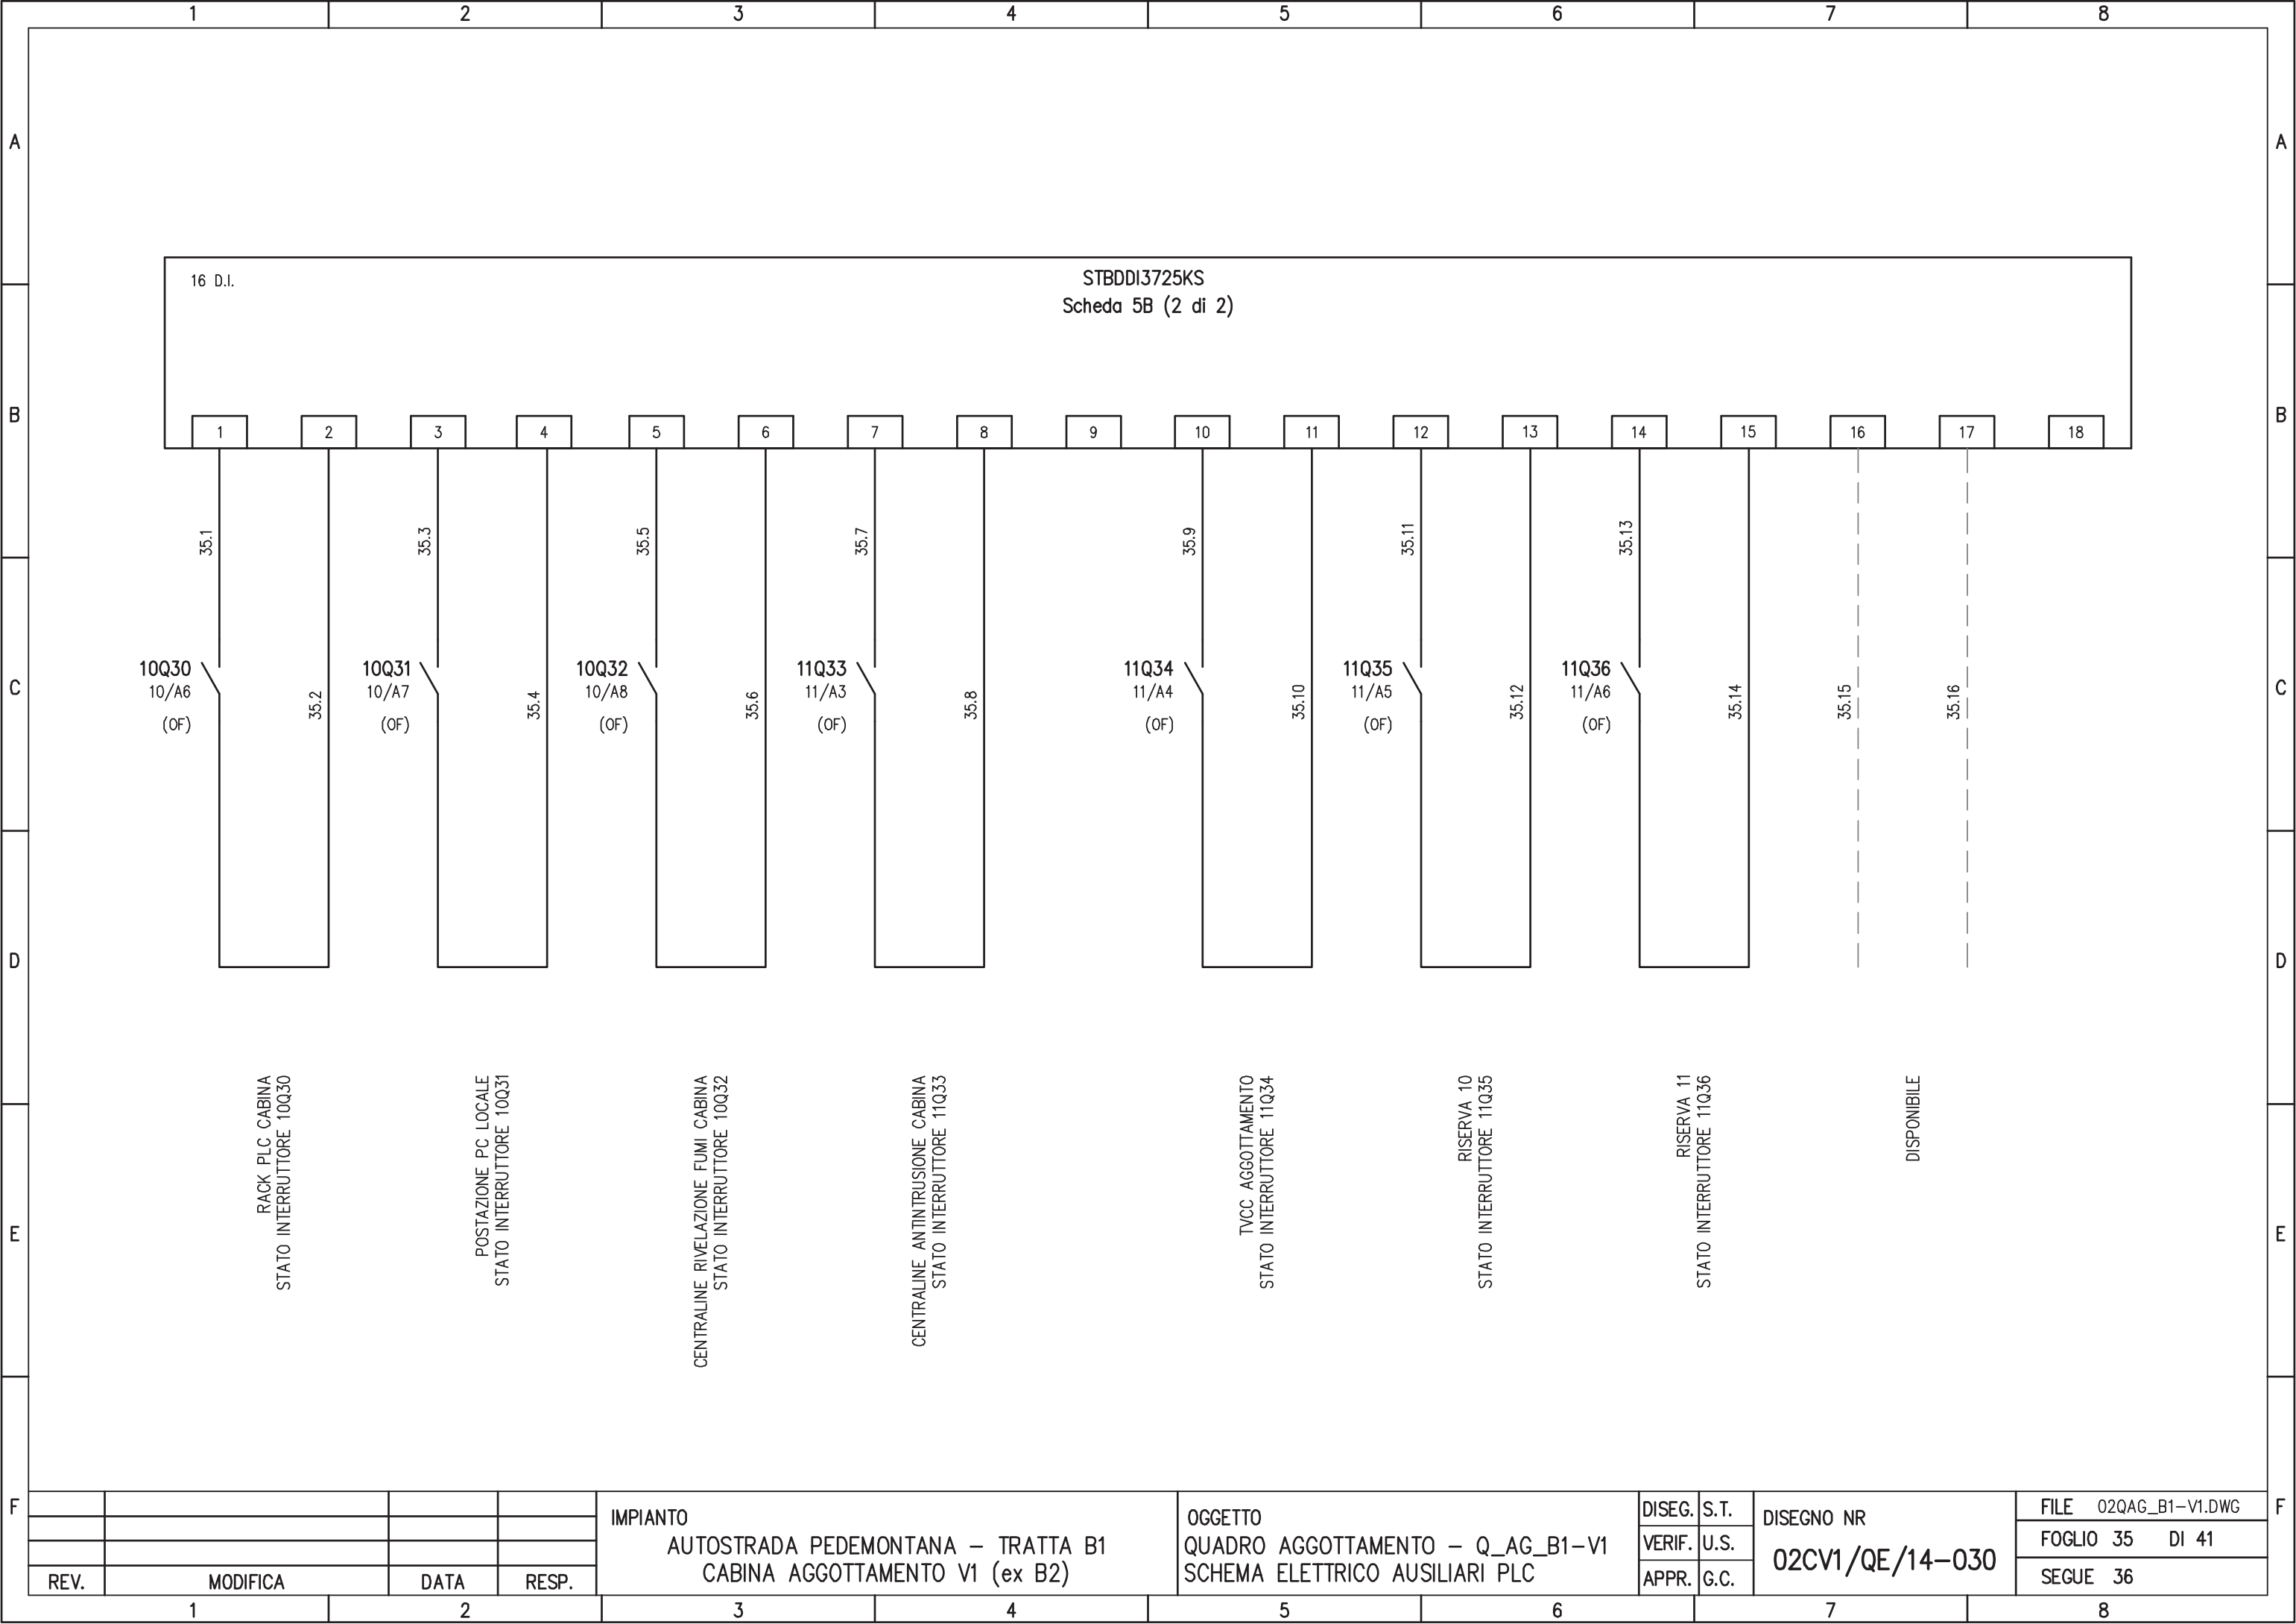 1 2 3 4 5 6 7 8
A A
16 D.I.
STBDDI3725KS
Scheda 5B (2 di 2)
B B
1 2 3 4 5 6 7 8 9 10 11 12 13 14 15 16 17 18
35.1 35.3 35.5 35.7 35.9 35.11 35.13
C C
10Q30
10/A6
(OF)
35.2
10Q31
10/A7
(OF)
35.4
10Q32
10/A8
(OF)
35.6
11Q33
11/A3
(OF)
35.8
11Q34
11/A4
(OF)
35.10
11Q35
11/A5
(OF)
35.12
11Q36
11/A6
(OF)
35.14
35.15
35.16
D D
RACK PLC CABINA
STATO INTERRUTTORE 10Q30
POSTAZIONE PC LOCALE
STATO INTERRUTTORE 10Q31
CENTRALINE RIVELAZIONE FUMI CABINA
STATO INTERRUTTORE 10Q32
CENTRALINE ANTINTRUSIONE CABINA
STATO INTERRUTTORE 11Q33
TVCC AGGOTTAMENTO
STATO INTERRUTTORE 11Q34
RISERVA 10
STATO INTERRUTTORE 11Q35
RISERVA 11
STATO INTERRUTTORE 11Q36
DISPONIBILE
E E
F F
REV. MODIFICA DATA RESP.
IMPIANTO
AUTOSTRADA PEDEMONTANA – TRATTA B1
CABINA AGGOTTAMENTO V1 (ex B2)
OGGETTO
QUADRO AGGOTTAMENTO – Q_AG_B1–V1
SCHEMA ELETTRICO AUSILIARI PLC
DISEG. S.T.
VERIF. U.S.
APPR. G.C.
DISEGNO NR
02CV1/QE/14–030
FILE 02QAG_B1–V1.DWG
FOGLIO 35 DI 41
SEGUE 36
1 2 3 4 5 6 7 8